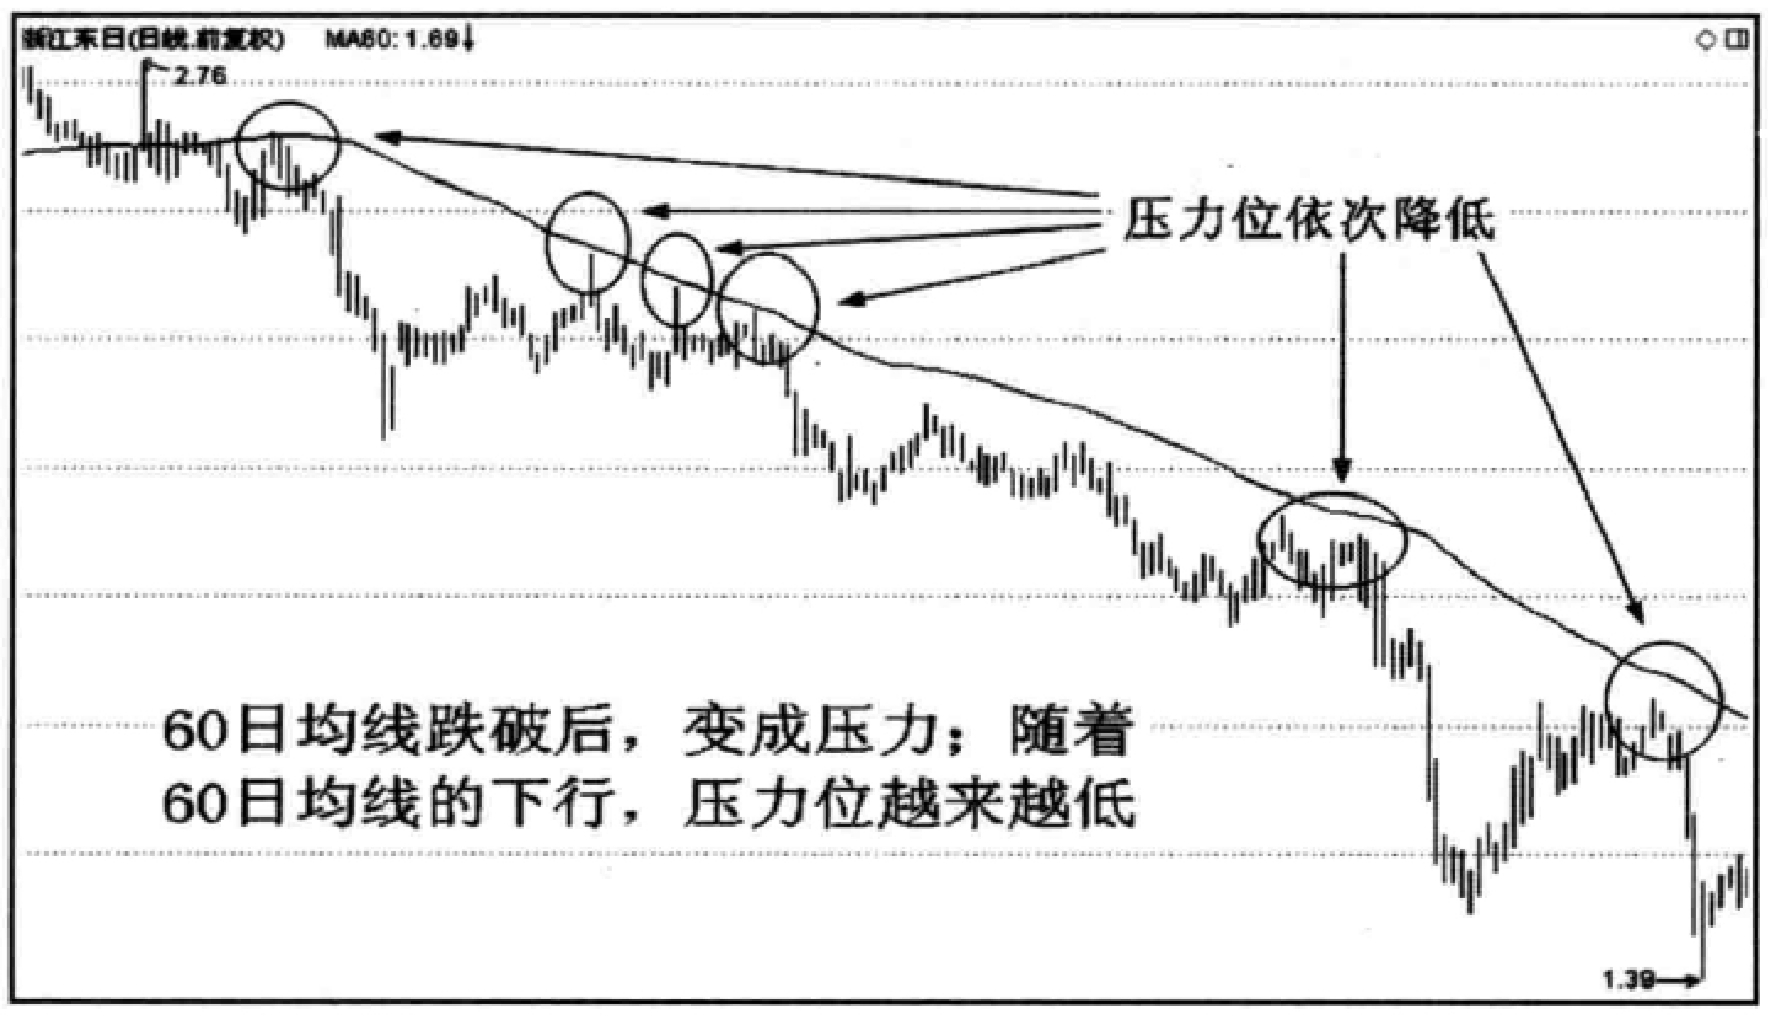 浙江东日(日线.前复权) MA60: 1.69↓
2.76
压力位依次降低
60日均线跌破后，变成压力；随着
60日均线的下行，压力位越来越低
1.39